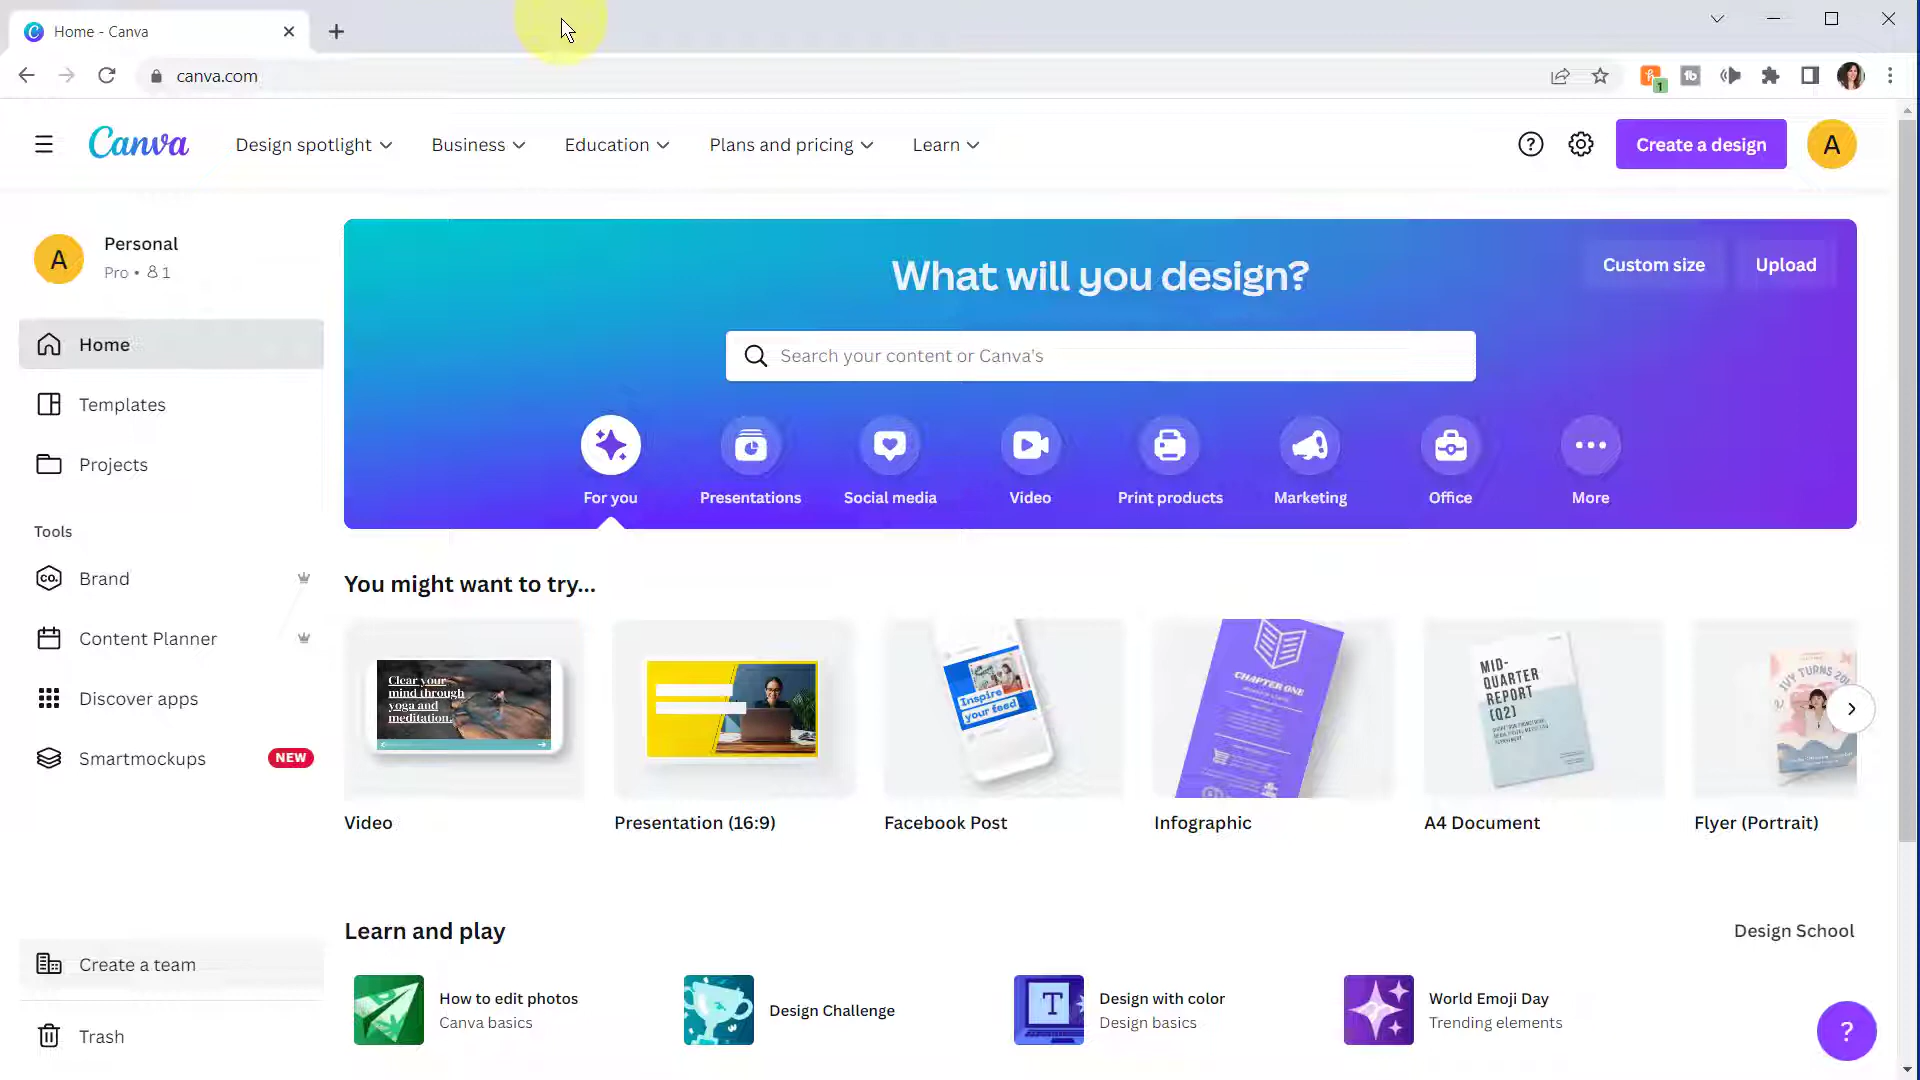 Home - Canva
canva.com
1
Canva
Design spotlight
Business
Education
Plans and pricing
Learn
Create a design
A
A
Personal
Pro • 1
Home
Templates
Projects
Tools
CO.
Brand
Content Planner
Discover apps
Smartmockups
NEW
Create a team
Trash
What will you design?
Custom size
Upload
Search your content or Canva's
For you
Presentations
Social media
Video
Print products
Marketing
Office
More
You might want to try...
Clear your
mind through
yoga and
meditation.
Inspire
your feed
CHAPTER ONE
MID-
QUARTER
REPORT
(Q2)
IVY TURNS 20
Video
Presentation (16:9)
Facebook Post
Infographic
A4 Document
Flyer (Portrait)
Learn and play
Design School
How to edit photos
Canva basics
Design Challenge
T
Design with color
Design basics
World Emoji Day
Trending elements
?